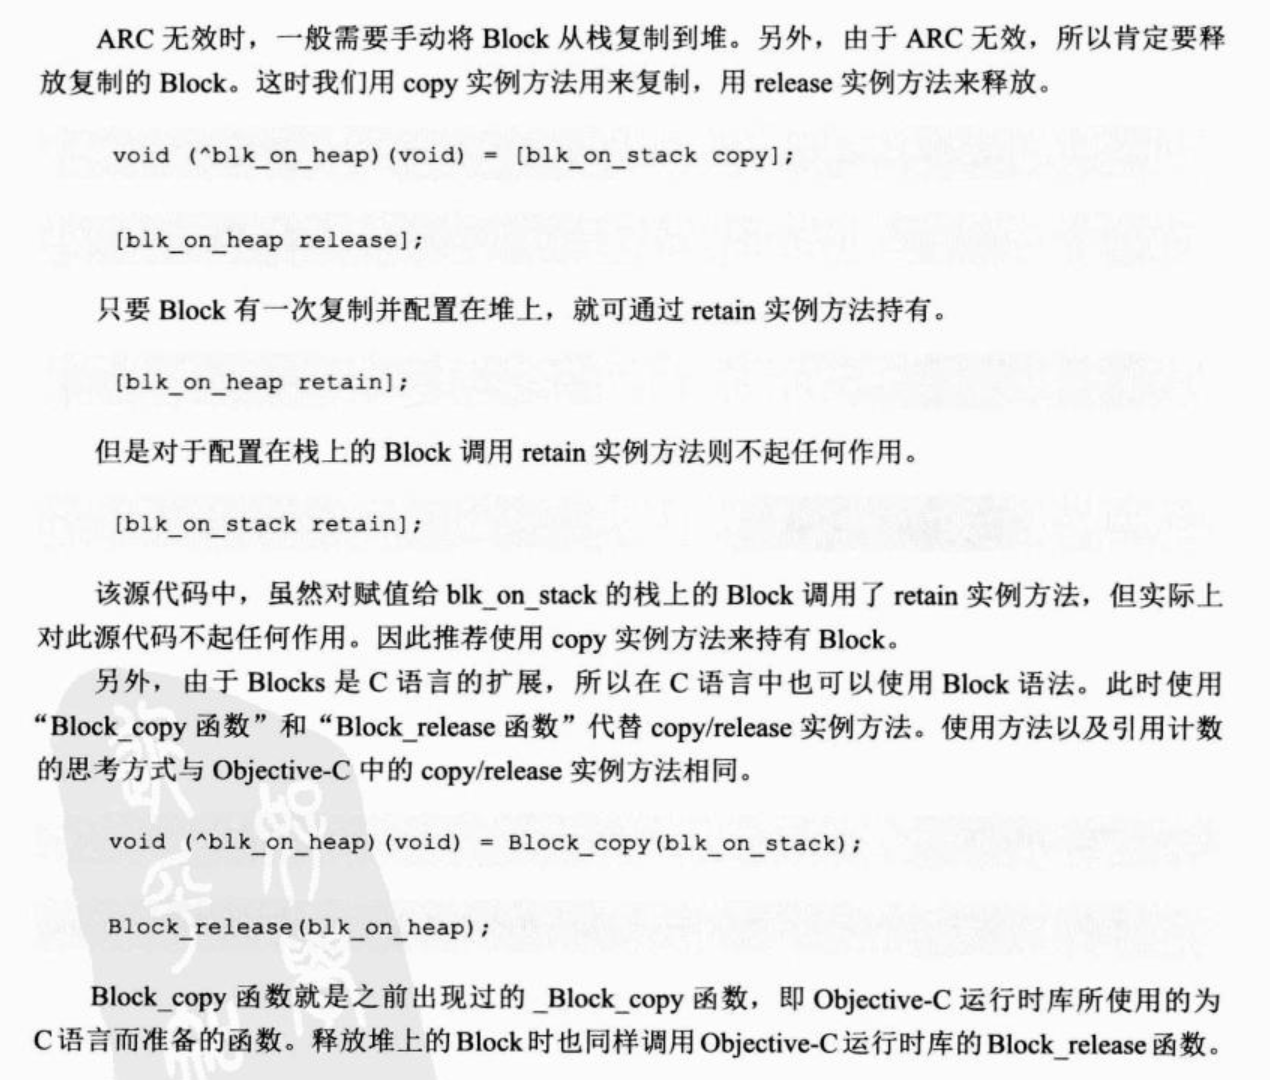 ARC 无效时，一般需要手动将 Block 从栈复制到堆。另外，由于 ARC 无效，所以肯定要释
放复制的 Block。这时我们用 copy 实例方法用来复制，用 release 实例方法来释放。
void (^blk_on_heap)(void) = [blk_on_stack copy];
[blk_on_heap release];
只要 Block 有一次复制并配置在堆上，就可通过 retain 实例方法持有。
[blk_on_heap retain];
但是对于配置在栈上的 Block 调用 retain 实例方法则不起任何作用。
[blk_on_stack retain];
该源代码中，虽然对赋值给 blk_on_stack 的栈上的 Block 调用了 retain 实例方法，但实际上
对此源代码不起任何作用。因此推荐使用 copy 实例方法来持有 Block。
另外，由于 Blocks 是 C 语言的扩展，所以在 C 语言中也可以使用 Block 语法。此时使用
“Block_copy 函数”和“Block_release 函数”代替 copy/release 实例方法。使用方法以及引用计数
的思考方式与 Objective-C 中的 copy/release 实例方法相同。
void (^blk_on_heap)(void) = Block_copy(blk_on_stack);
Block_release(blk_on_heap);
Block_copy 函数就是之前出现过的 _Block_copy 函数，即 Objective-C 运行时库所使用的为
C 语言而准备的函数。释放堆上的 Block 时也同样调用 Objective-C 运行时库的 Block_release 函数。